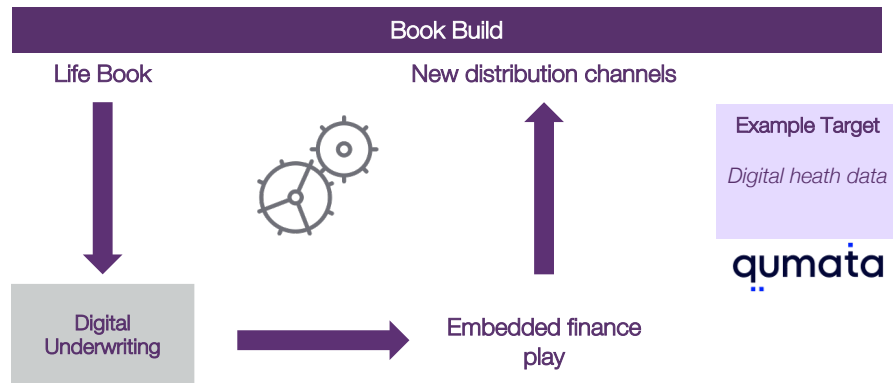 Book Build
Life Book
New distribution channels
Example Target
Digital heath data
qumata
Digital
Underwriting
Embedded finance
play